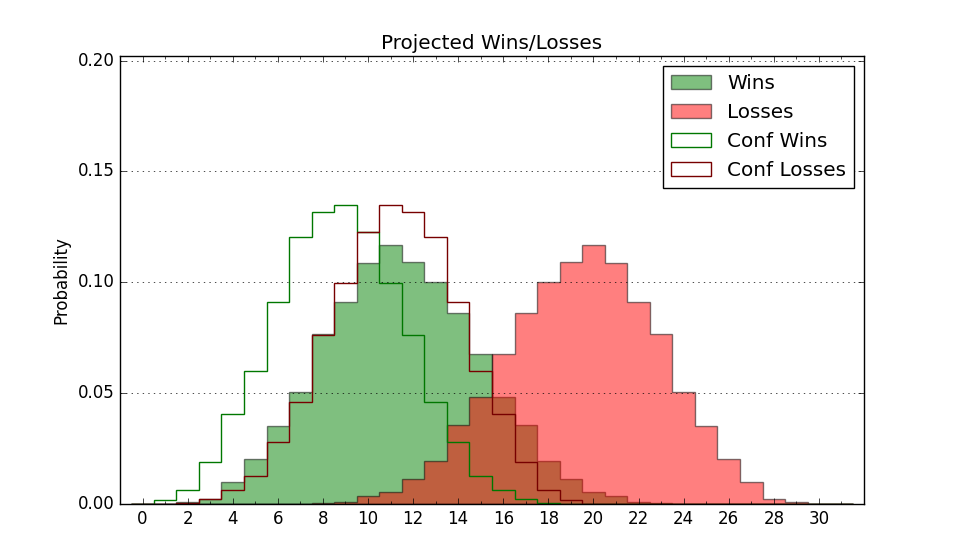 Projected Wins/Losses
Wins
Losses
Conf Wins
Conf Losses
Probability
0.20
0.15
0.10
0.05
0.00
0 2 4 6 8 10 12 14 16 18 20 22 24 26 28 30